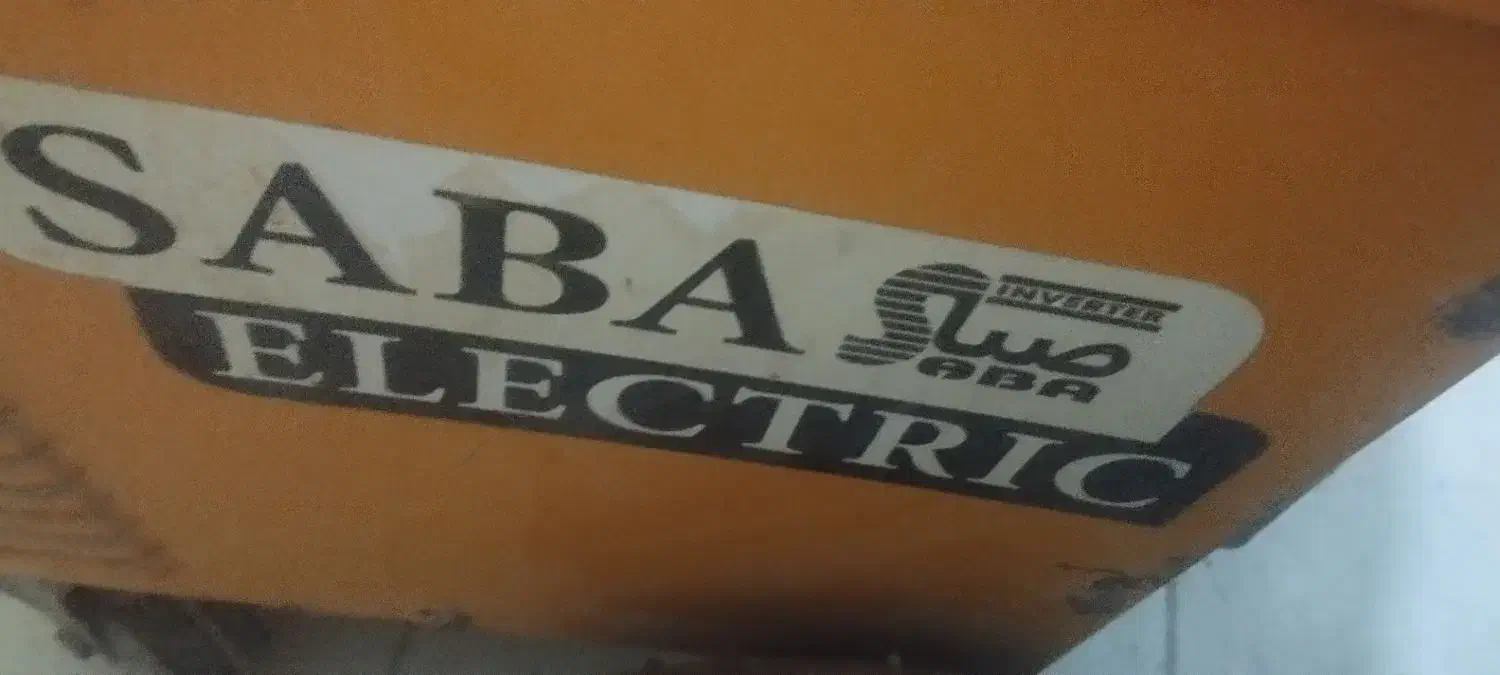 SABA
INVERTER
صبا
SABA
ELECTRIC